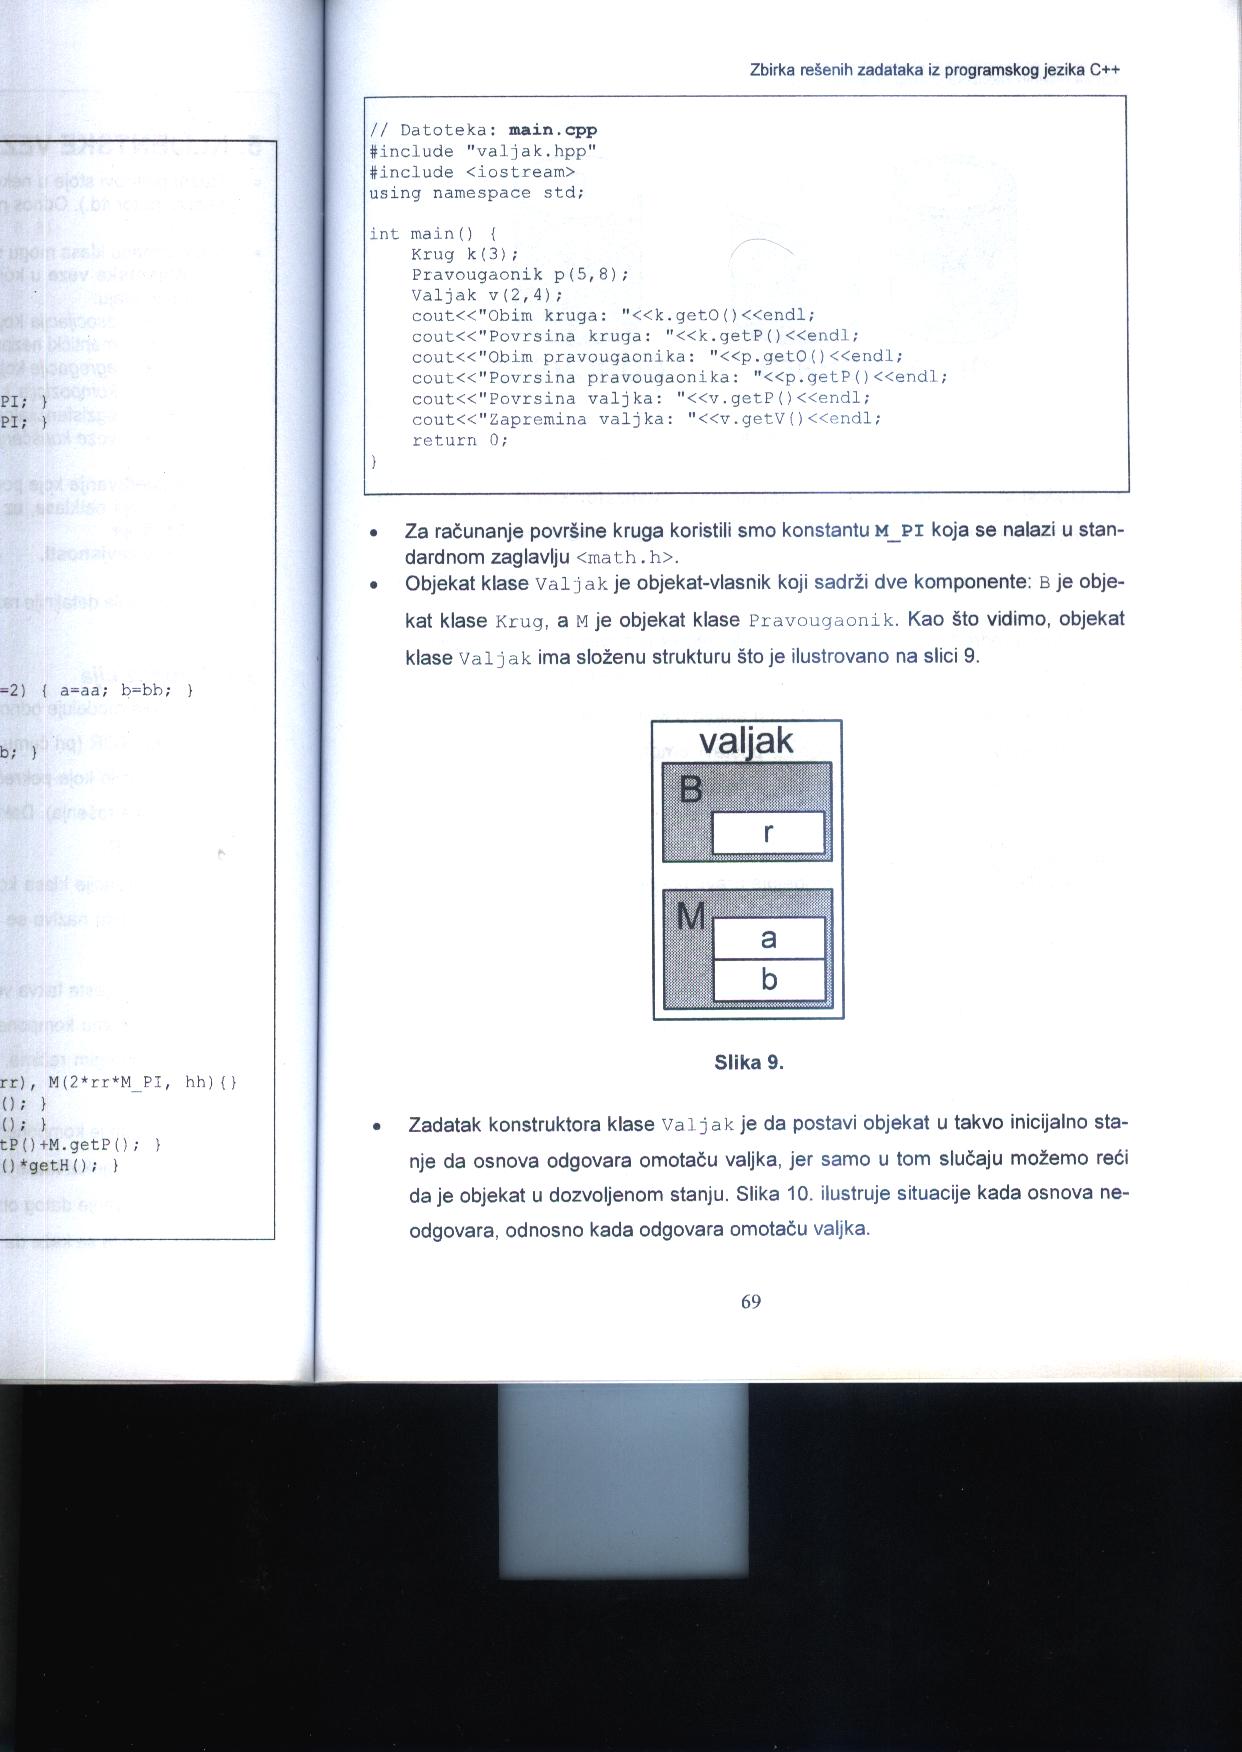 PI; }
PI; }
=2) { a=aa; b=bb; }
b; }
rr), M(2*rr*M_PI, hh){}
(); }
(); }
tP()+M.getP(); }
()*getH(); }
Zbirka rešenih zadataka iz programskog jezika C++
// Datoteka: main.cpp
#include "valjak.hpp"
#include <iostream>
using namespace std;
int main() {
Krug k(3);
Pravougaonik p(5,8);
Valjak v(2,4);
cout<<"Obim kruga: "<<k.getO()<<endl;
cout<<"Povrsina kruga: "<<k.getP()<<endl;
cout<<"Obim pravougaonika: "<<p.getO()<<endl;
cout<<"Povrsina pravougaonika: "<<p.getP()<<endl;
cout<<"Povrsina valjka: "<<v.getP()<<endl;
cout<<"Zapremina valjka: "<<v.getV()<<endl;
return 0;
}
• Za računanje površine kruga koristili smo konstantu M_PI koja se nalazi u stan-
dardnom zaglavlju <math.h>.
• Objekat klase Valjak je objekat-vlasnik koji sadrži dve komponente: B je obje-
kat klase Krug, a M je objekat klase Pravougaonik. Kao što vidimo, objekat
klase Valjak ima složenu strukturu što je ilustrovano na slici 9.
valjak
B
r
M
a
b
Slika 9.
• Zadatak konstruktora klase Valjak je da postavi objekat u takvo inicijalno sta-
nje da osnova odgovara omotaču valjka, jer samo u tom slučaju možemo reći
da je objekat u dozvoljenom stanju. Slika 10. ilustruje situacije kada osnova ne-
odgovara, odnosno kada odgovara omotaču valjka.
69